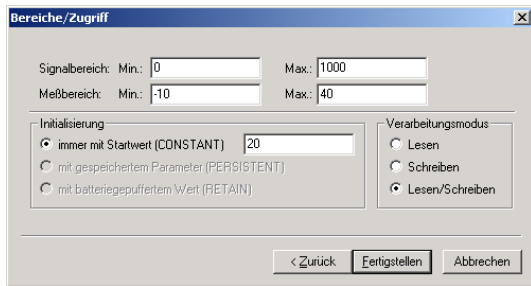 Bereiche/Zugriff
Signalbereich: Min.: 0 Max.: 1000
Meßbereich: Min.: -10 Max.: 40
Initialisierung
immer mit Startwert (CONSTANT) 20
mit gespeichertem Parameter (PERSISTENT)
mit batteriegepuffertem Wert (RETAIN)
Verarbeitungsmodus
Lesen
Schreiben
Lesen/Schreiben
< Zurück Fertigstellen Abbrechen